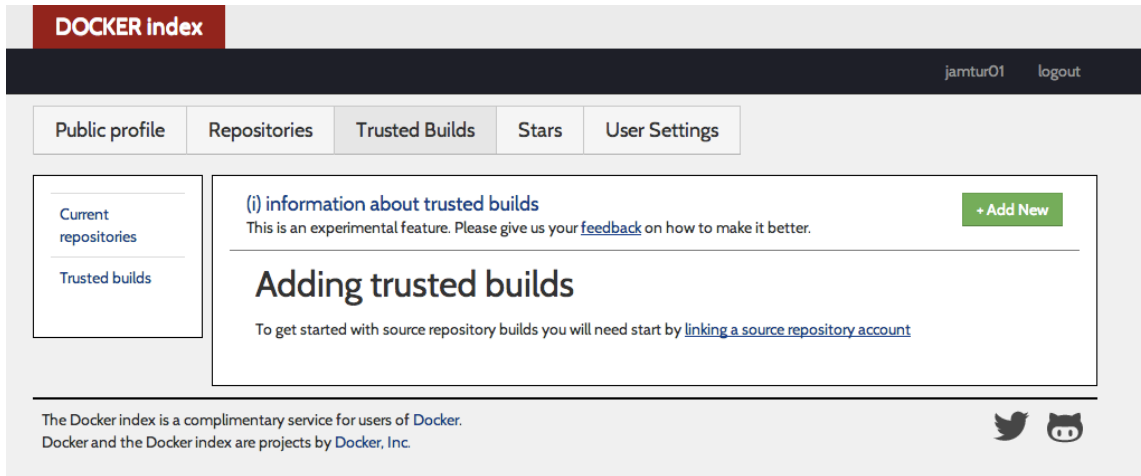 DOCKER index
jamtur01 logout
Public profile Repositories Trusted Builds Stars User Settings
Current
repositories
Trusted builds
(i) information about trusted builds
+ Add New
This is an experimental feature. Please give us your feedback on how to make it better.
Adding trusted builds
To get started with source repository builds you will need start by linking a source repository account
The Docker index is a complimentary service for users of Docker.
Docker and the Docker index are projects by Docker, Inc.